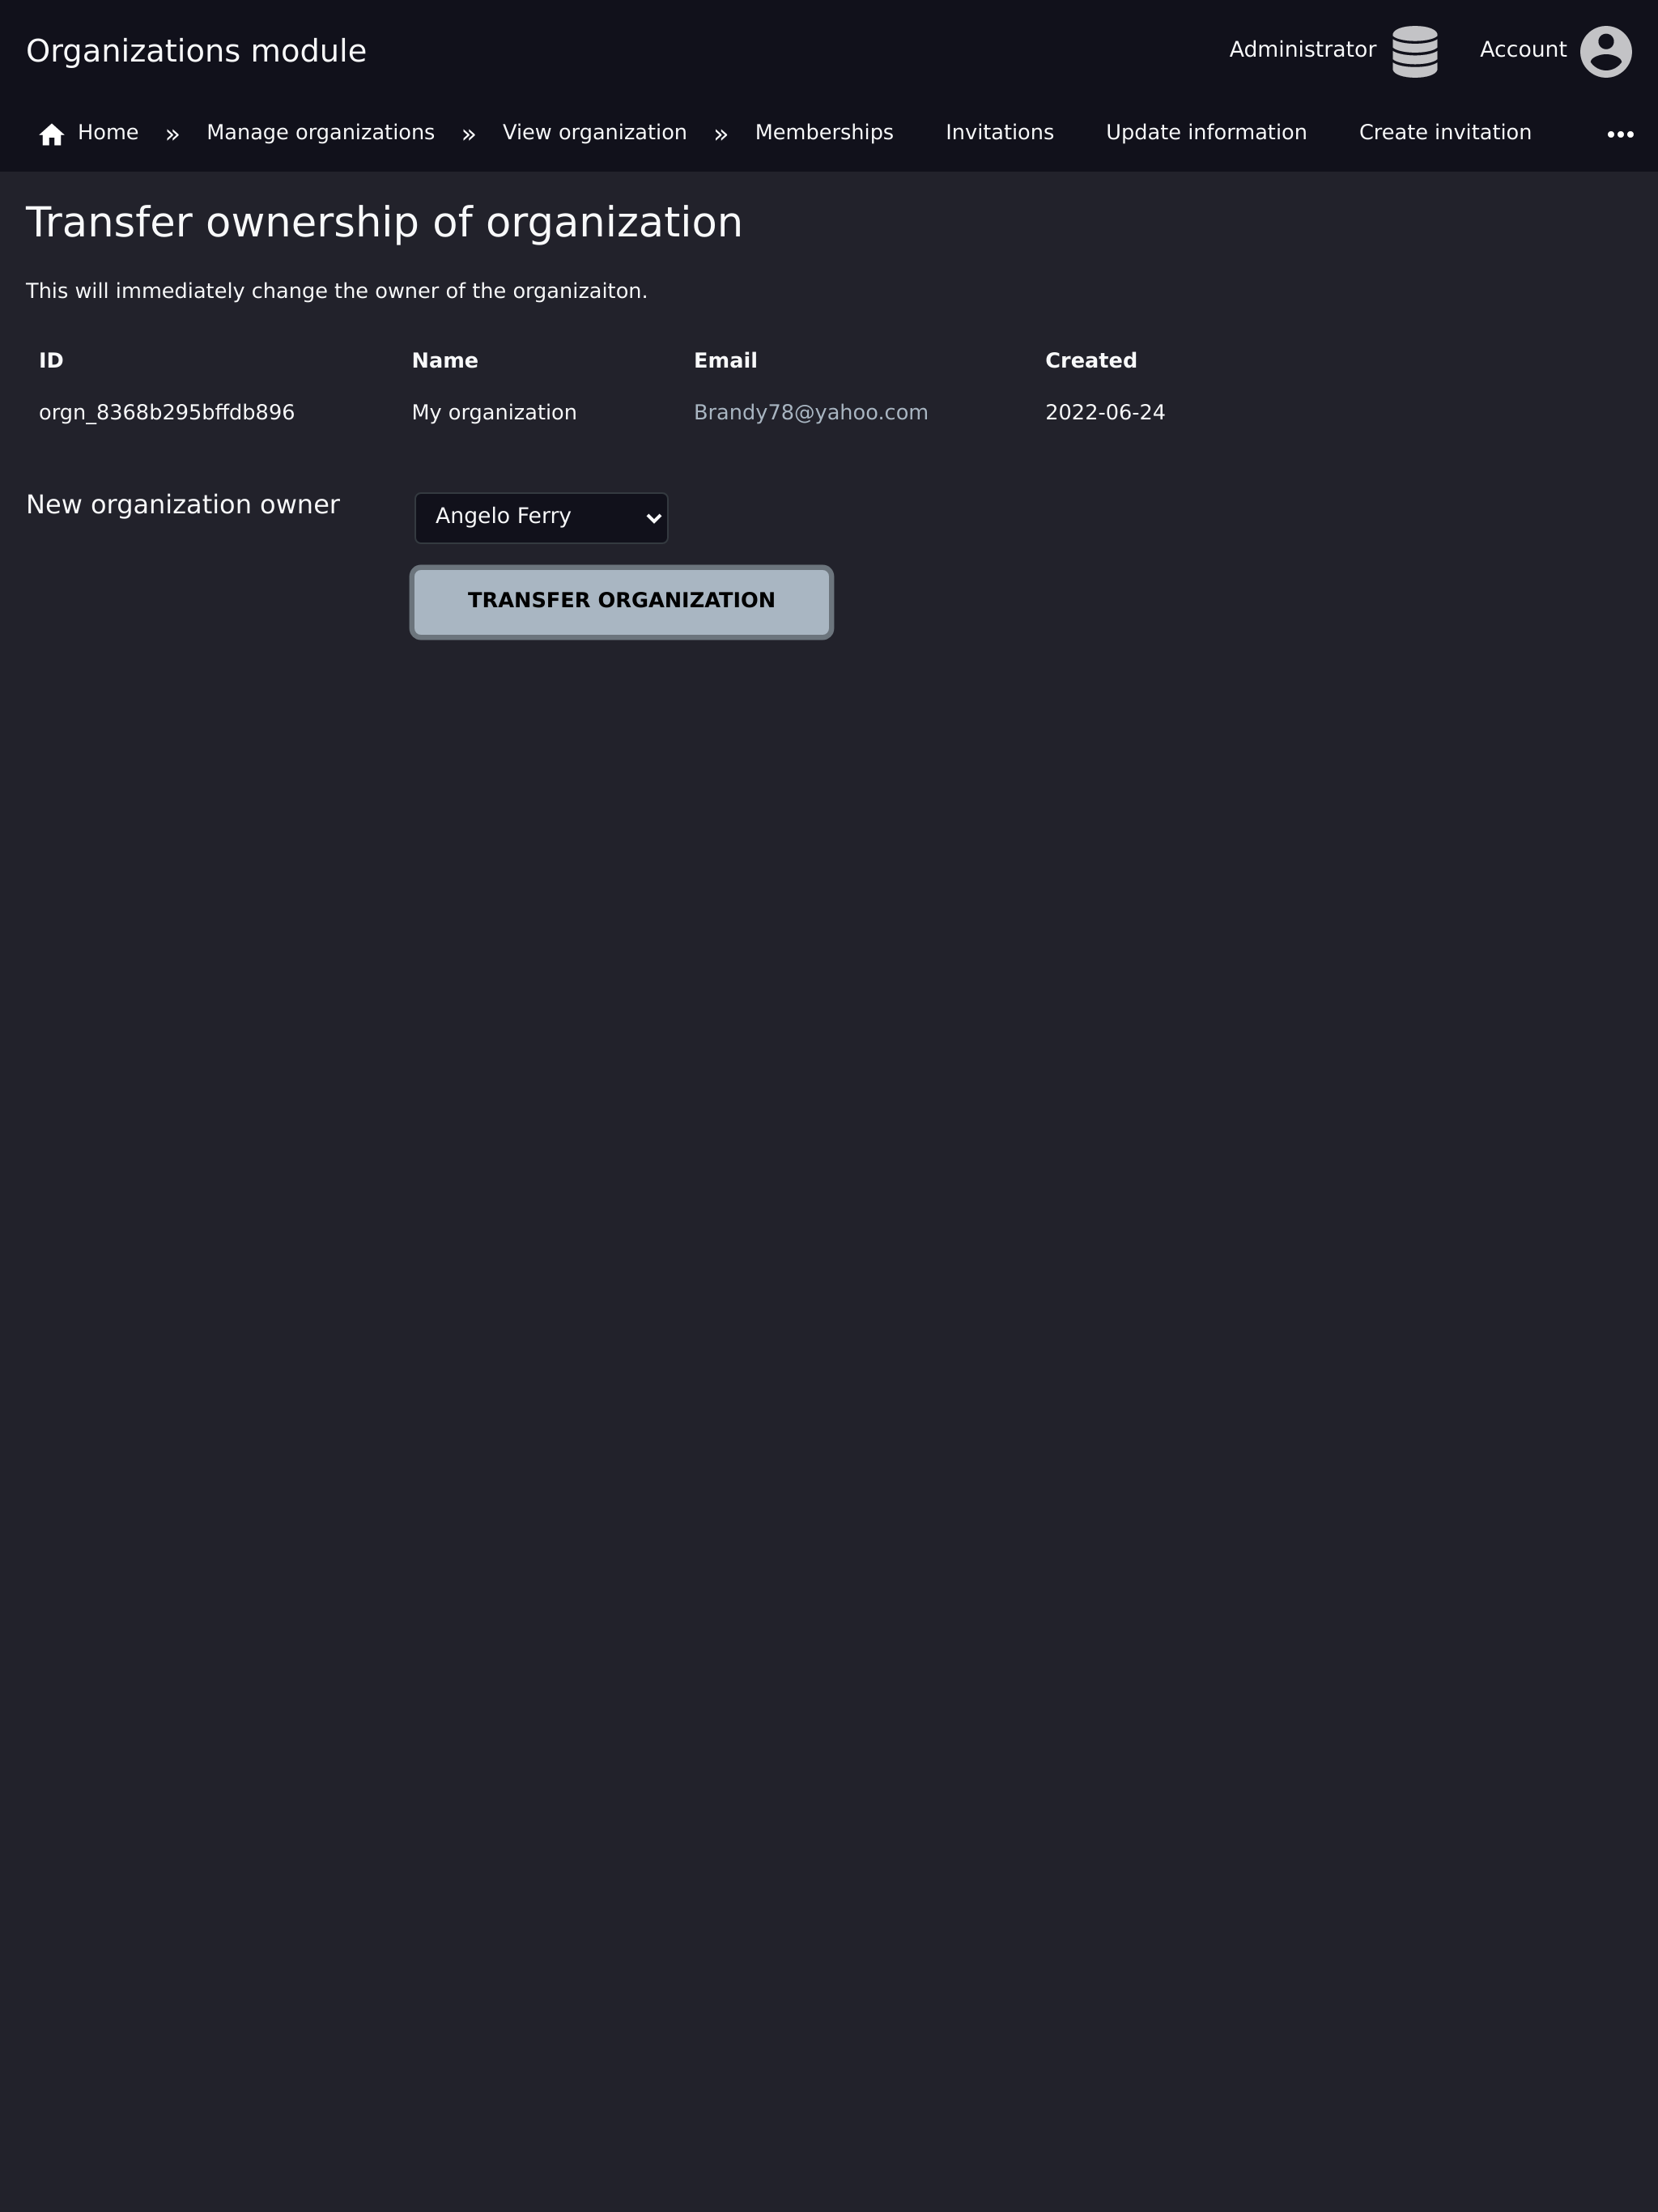 Organizations module
Administrator
Account
Home » Manage organizations » View organization » Memberships Invitations Update information Create invitation •••
Transfer ownership of organization
This will immediately change the owner of the organizaiton.
ID Name Email Created
orgn_8368b295bffdb896 My organization Brandy78@yahoo.com 2022-06-24
New organization owner Angelo Ferry
TRANSFER ORGANIZATION